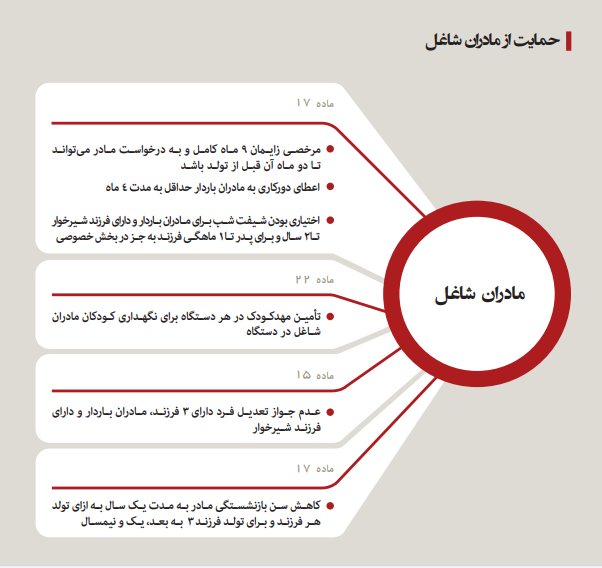 حمایت از مادران شاغل
ماده ۱۷
مرخصی زایمان ۹ ماه کامل و به درخواست مادر می‌تواند
تا دو ماه آن قبل از تولد باشد
اعطای دورکاری به مادران باردار حداقل به مدت ٤ ماه
اختیاری بودن شیفت شب برای مادران باردار و دارای فرزند شیرخوار
تا۲ سال و برای پدر تا ۱ ماهگی فرزند به جز در بخش خصوصی
ماده ۲۲
تأمین مهدکودک در هر دستگاه برای نگهداری کودکان مادران
شاغل در دستگاه
ماده ۱۵
عدم جواز تعدیل فرد دارای ۳ فرزند، مادران باردار و دارای
فرزند شیرخوار
ماده ۱۷
کاهش سن بازنشستگی مادر به مدت یک سال به ازای تولد
هر فرزند و برای تولد فرزند ۳ به بعد، یک و نیمسال
مادران شاغل